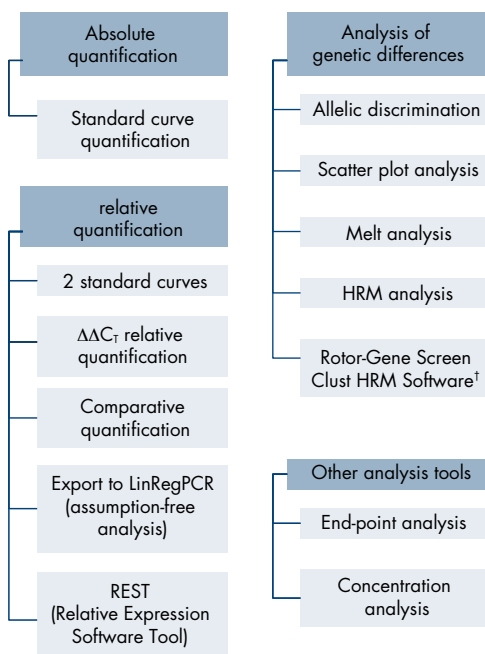 Absolute
quantification
Standard curve
quantification
relative
quantification
2 standard curves
ΔΔC_T relative
quantification
Comparative
quantification
Export to LinRegPCR
(assumption-free
analysis)
REST
(Relative Expression
Software Tool)
Analysis of
genetic differences
Allelic discrimination
Scatter plot analysis
Melt analysis
HRM analysis
Rotor-Gene Screen
Clust HRM Software†
Other analysis tools
End-point analysis
Concentration
analysis